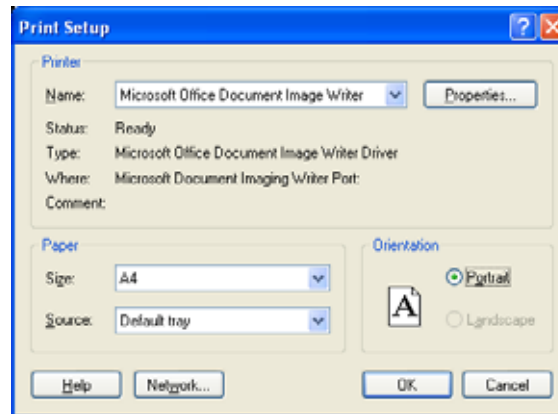 Print Setup
Printer
Name: Microsoft Office Document Image Writer Properties...
Status: Ready
Type: Microsoft Office Document Image Writer Driver
Where: Microsoft Document Imaging Writer Port:
Comment:
Paper Orientation
Size: A4 Portrait
Source: Default tray A Landscape
Help Network... OK Cancel